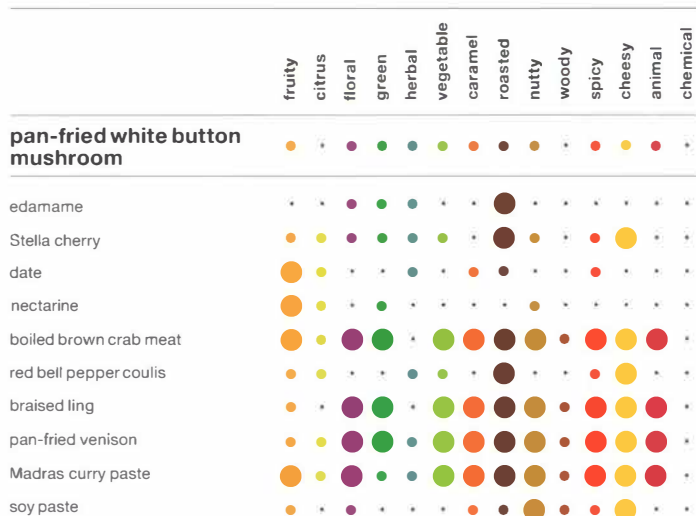 fruity
citrus
floral
green
herbal
vegetable
caramel
roasted
nutty
woody
spicy
cheesy
animal
chemical
pan-fried white button
mushroom
edamame
Stella cherry
date
nectarine
boiled brown crab meat
red bell pepper coulis
braised ling
pan-fried venison
Madras curry paste
soy paste